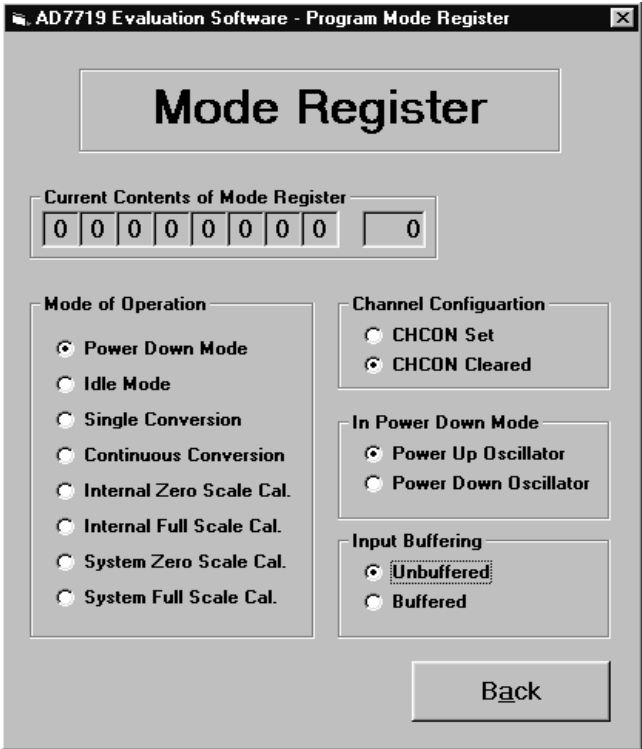 AD7719 Evaluation Software - Program Mode Register
Mode Register
Current Contents of Mode Register
0 0 0 0 0 0 0 0 0
Mode of Operation
Power Down Mode
Idle Mode
Single Conversion
Continuous Conversion
Internal Zero Scale Cal.
Internal Full Scale Cal.
System Zero Scale Cal.
System Full Scale Cal.
Channel Configuartion
CHCON Set
CHCON Cleared
In Power Down Mode
Power Up Oscillator
Power Down Oscillator
Input Buffering
Unbuffered
Buffered
Back